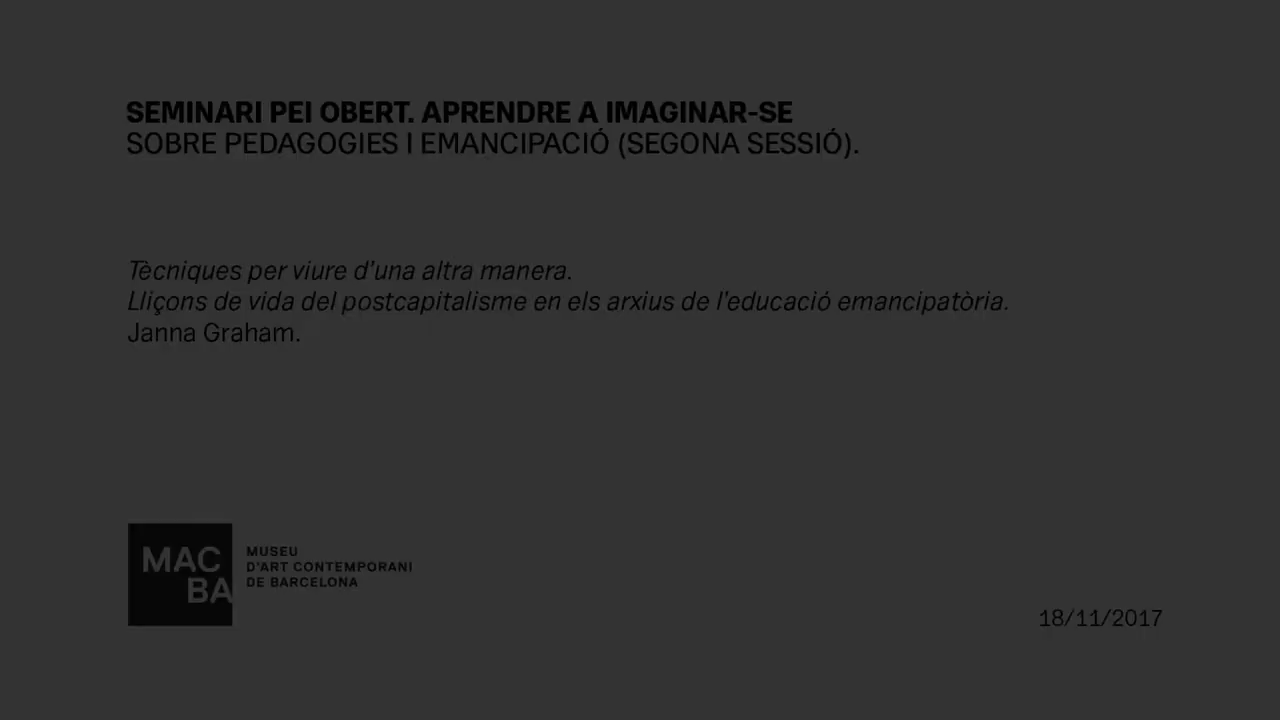 SEMINARI PEI OBERT. APRENDRE A IMAGINAR-SE
SOBRE PEDAGOGIES I EMANCIPACIÓ (SEGONA SESSIÓ).
Tècniques per viure d'una altra manera.
Lliçons de vida del postcapitalisme en els arxius de l'educació emancipatòria.
Janna Graham.
MAC
BA
MUSEU
D'ART CONTEMPORANI
DE BARCELONA
18/11/2017